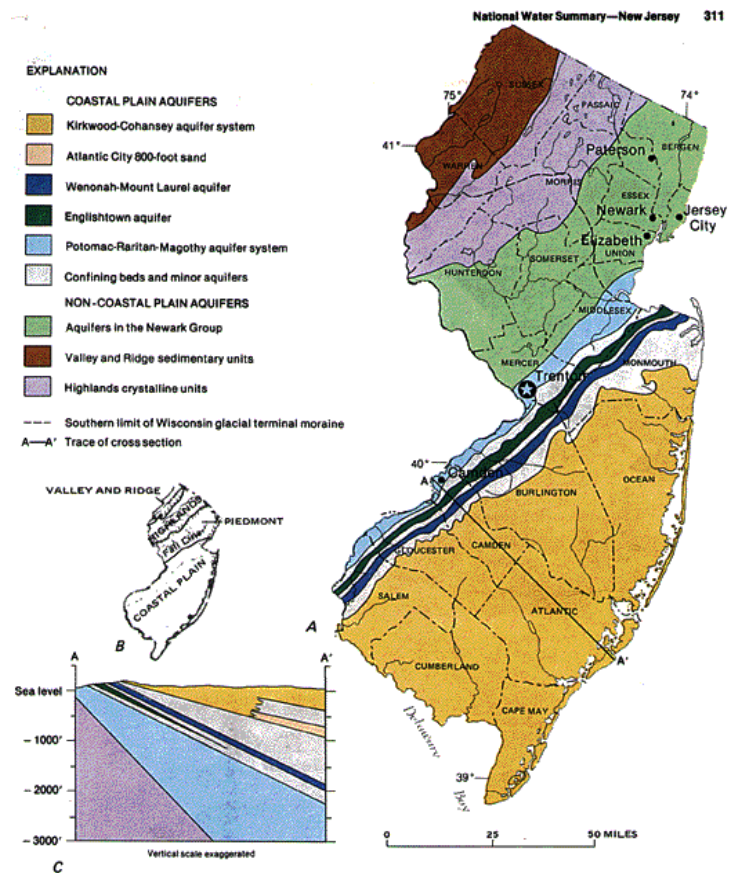 National Water Summary—New Jersey 311
EXPLANATION
COASTAL PLAIN AQUIFERS
Kirkwood-Cohansey aquifer system
Atlantic City 800-foot sand
Wenonah-Mount Laurel aquifer
Englishtown aquifer
Potomac-Raritan-Magothy aquifer system
Confining beds and minor aquifers
NON-COASTAL PLAIN AQUIFERS
Aquifers in the Newark Group
Valley and Ridge sedimentary units
Highlands crystalline units
Southern limit of Wisconsin glacial terminal moraine
A—A' Trace of cross section
75°
74°
41°
SUSSEX
PASSAIC
BERGEN
Paterson
WARREN
MORRIS
ESSEX
Newark
Jersey
City
Elizabeth
UNION
SOMERSET
HUNTERDON
MIDDLESEX
MERCER
MONMOUTH
Trenton
40°
A
Camden
OCEAN
BURLINGTON
GLOUCESTER
CAMDEN
SALEM
ATLANTIC
A'
CUMBERLAND
CAPE MAY
Delaware
Bay
39°
A
0 25 50 MILES
VALLEY AND RIDGE
HIGHLANDS
PIEDMONT
Fall Line
COASTAL PLAIN
B
A A'
Sea level
– 1000'
– 2000'
– 3000'
Vertical scale exaggerated
C